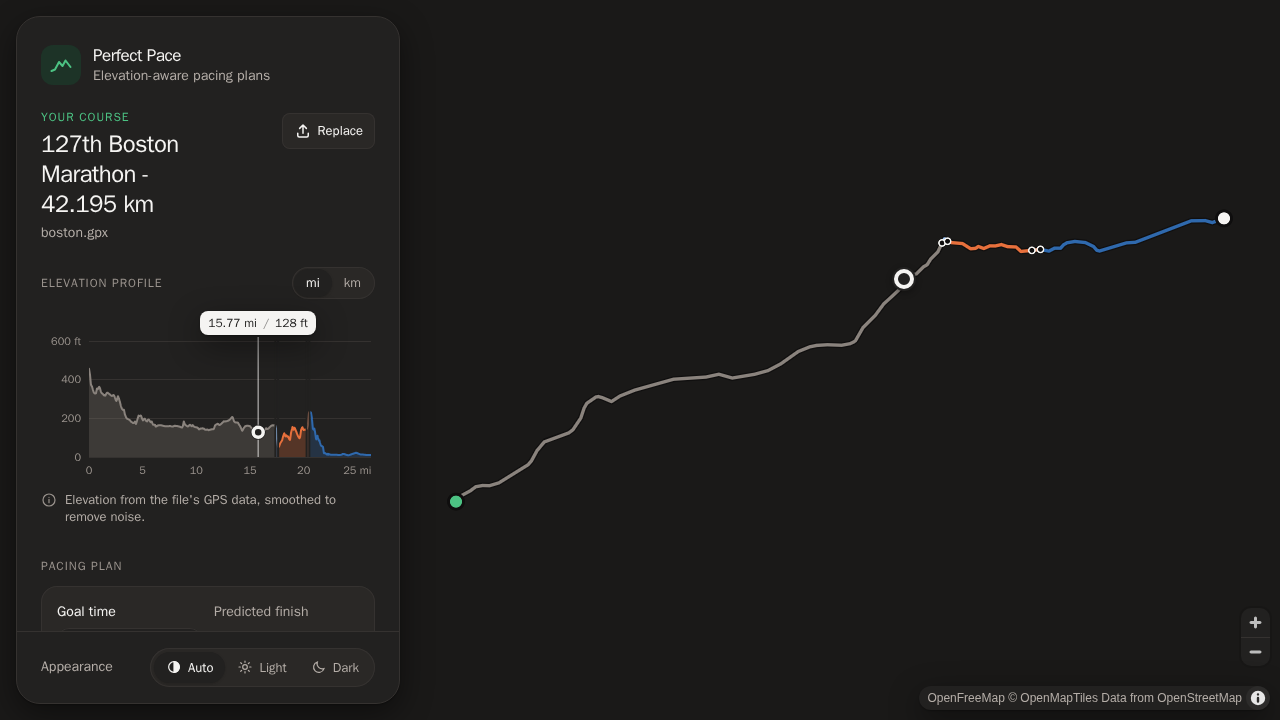 Perfect Pace
Elevation-aware pacing plans
YOUR COURSE
127th Boston
Marathon -
42.195 km
Replace
boston.gpx
ELEVATION PROFILE
mi km
15.77 mi / 128 ft
600 ft
400
200
0
0 5 10 15 20 25 mi
Elevation from the file's GPS data, smoothed to
remove noise.
PACING PLAN
Goal time Predicted finish
Appearance Auto Light Dark
OpenFreeMap © OpenMapTiles Data from OpenStreetMap